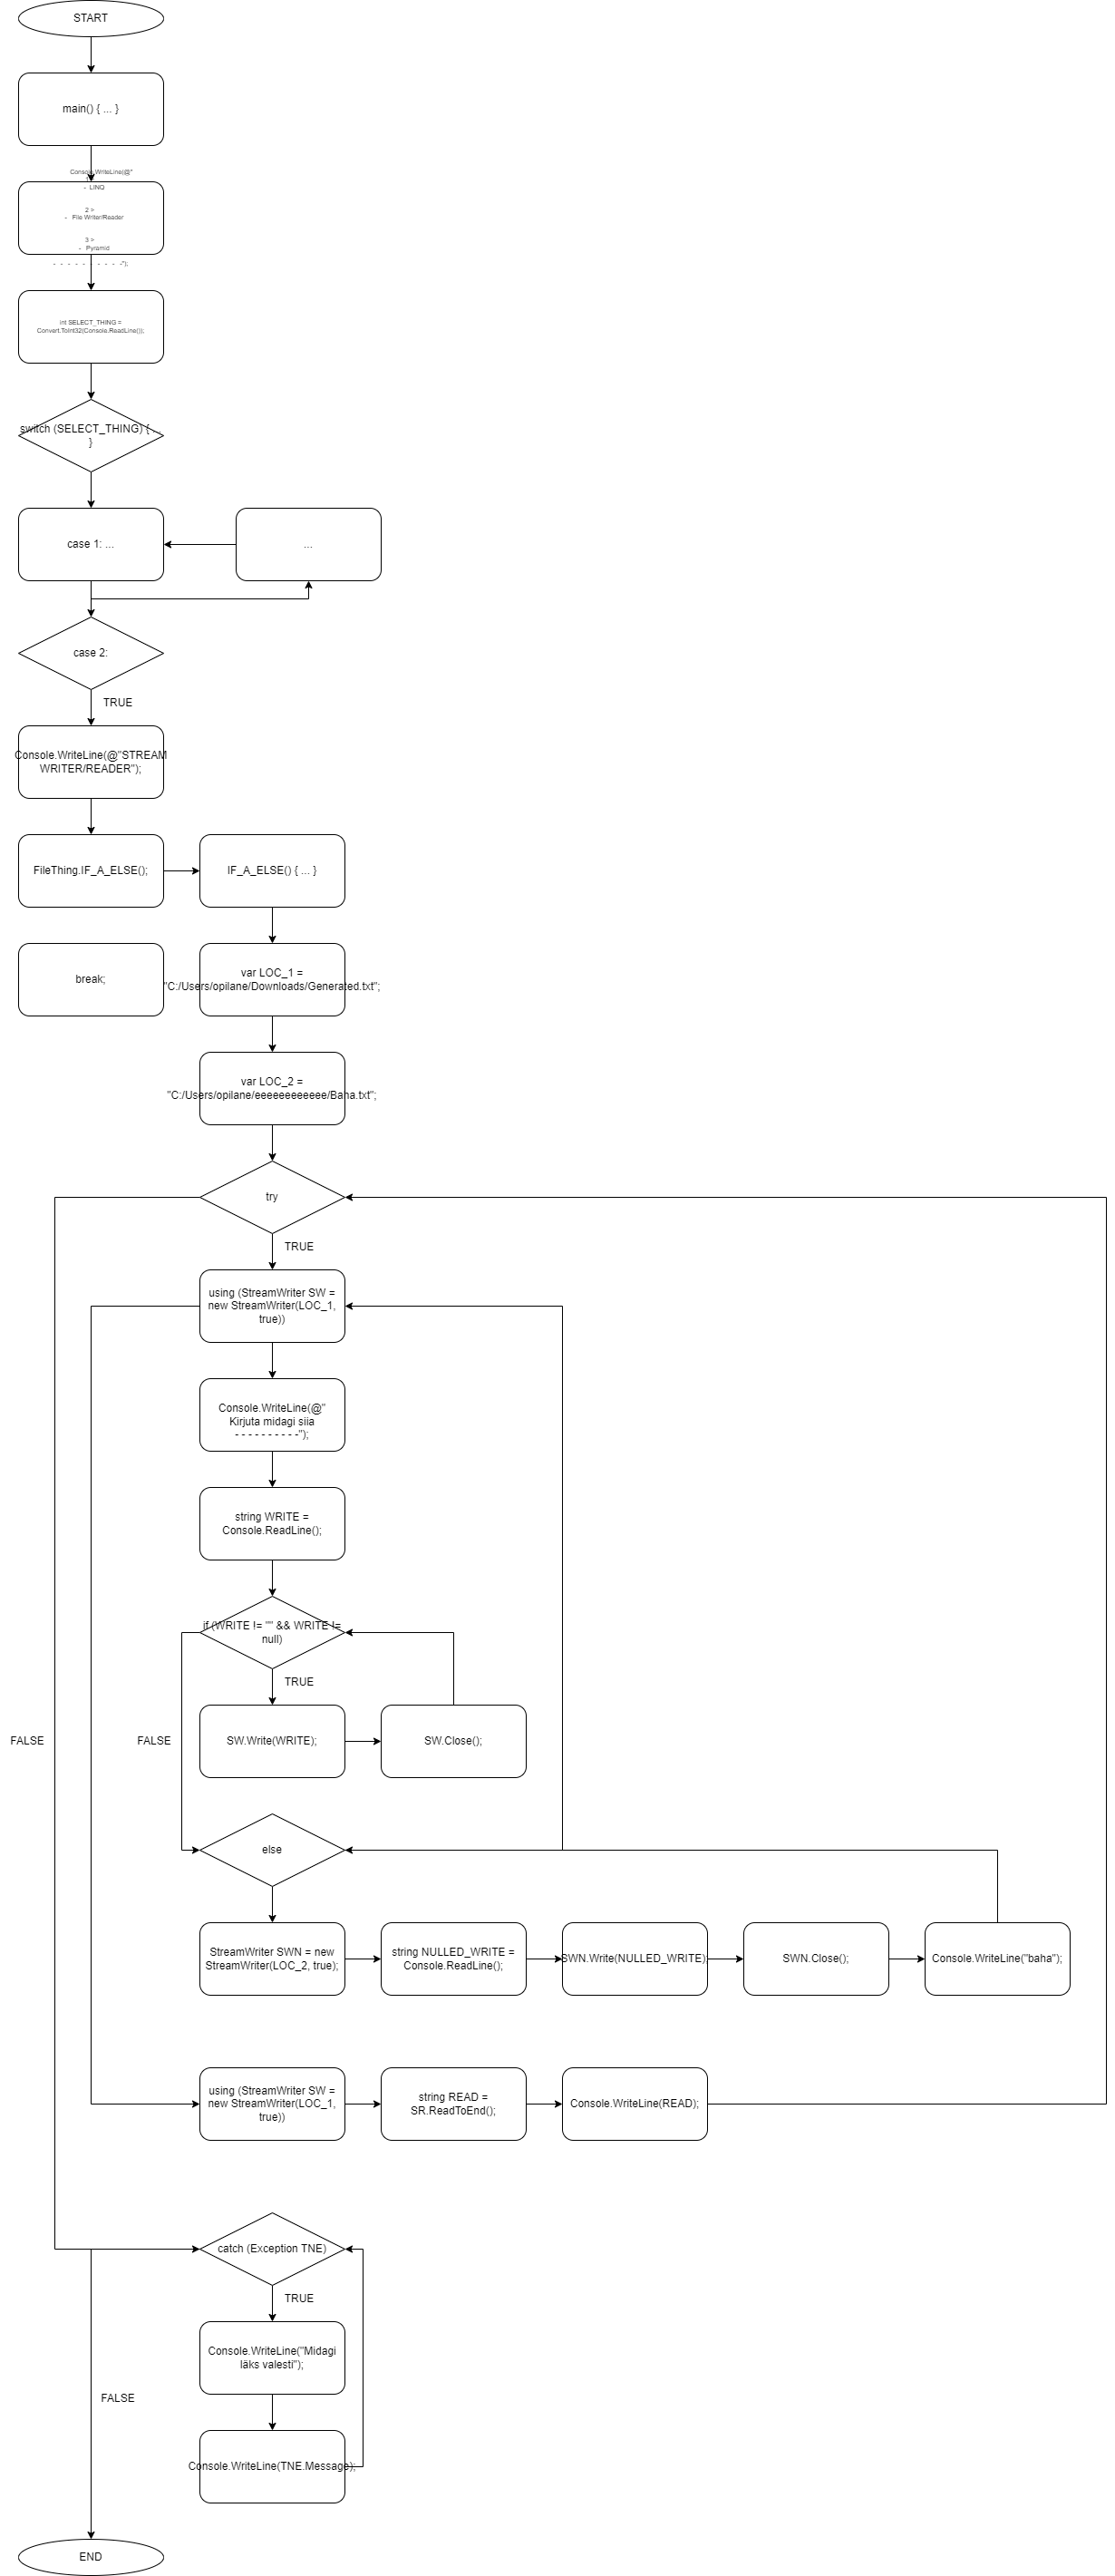 START
main() { ... }
Console.WriteLine(@"
- LINQ
2 >
- File Writer/Reader
3 >
- Pyramid
- - - - - - - - - -");
int SELECT_THING =
Convert.ToInt32(Console.ReadLine());
switch (SELECT_THING) { ...
}
case 1: ...
...
case 2:
TRUE
Console.WriteLine(@"STREAM
WRITER/READER");
FileThing.IF_A_ELSE();
IF_A_ELSE() { ... }
break;
var LOC_1 =
"C:/Users/opilane/Downloads/Generated.txt";
var LOC_2 =
"C:/Users/opilane/eeeeeeeeeeee/Baha.txt";
try
TRUE
using (StreamWriter SW =
new StreamWriter(LOC_1,
true))
Console.WriteLine(@"
Kirjuta midagi siia
- - - - - - - - - -");
string WRITE =
Console.ReadLine();
if (WRITE != "" && WRITE !=
null)
TRUE
FALSE
FALSE
SW.Write(WRITE);
SW.Close();
else
StreamWriter SWN = new
StreamWriter(LOC_2, true);
string NULLED_WRITE =
Console.ReadLine();
SWN.Write(NULLED_WRITE);
SWN.Close();
Console.WriteLine("baha");
using (StreamWriter SW =
new StreamWriter(LOC_1,
true))
string READ =
SR.ReadToEnd();
Console.WriteLine(READ);
catch (Exception TNE)
TRUE
Console.WriteLine("Midagi
läks valesti");
FALSE
Console.WriteLine(TNE.Message);
END